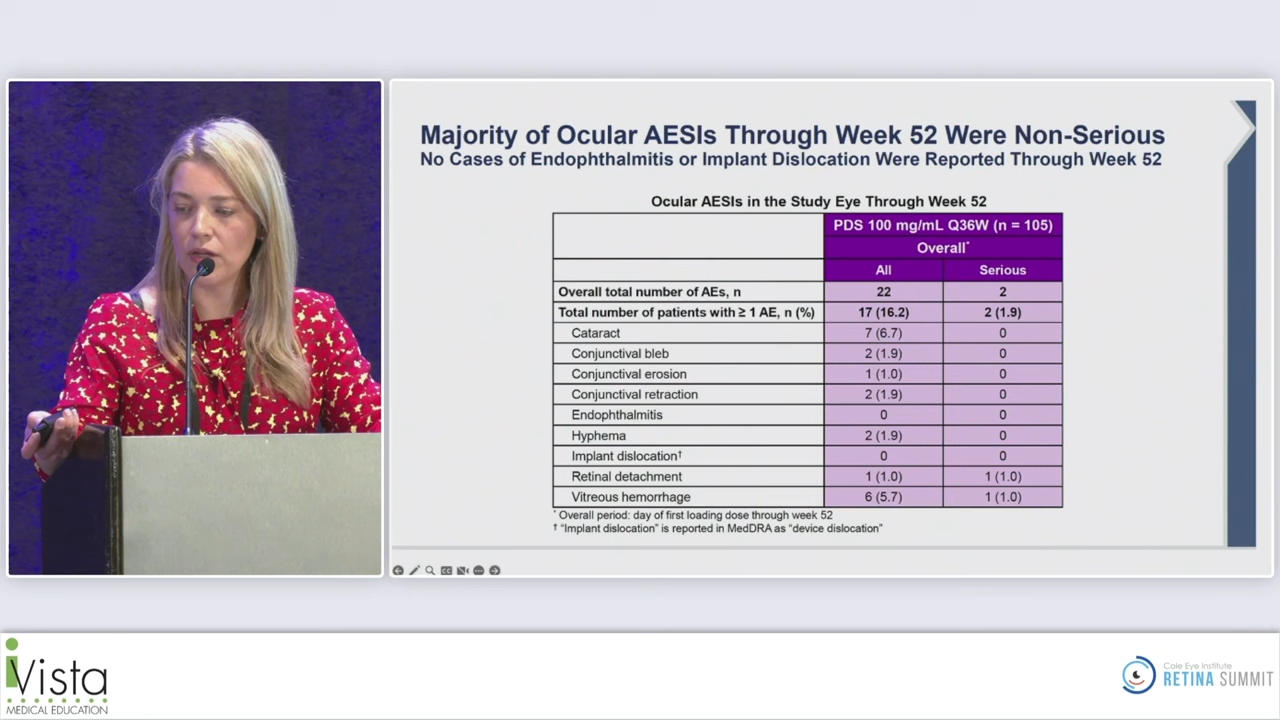 Majority of Ocular AESIs Through Week 52 Were Non-Serious
No Cases of Endophthalmitis or Implant Dislocation Were Reported Through Week 52
Ocular AESIs in the Study Eye Through Week 52
PDS 100 mg/mL Q36W (n = 105)
Overall*
All Serious
Overall total number of AEs, n 22 2
Total number of patients with ≥ 1 AE, n (%) 17 (16.2) 2 (1.9)
Cataract 7 (6.7) 0
Conjunctival bleb 2 (1.9) 0
Conjunctival erosion 1 (1.0) 0
Conjunctival retraction 2 (1.9) 0
Endophthalmitis 0 0
Hyphema 2 (1.9) 0
Implant dislocation† 0 0
Retinal detachment 1 (1.0) 1 (1.0)
Vitreous hemorrhage 6 (5.7) 1 (1.0)
* Overall period: day of first loading dose through week 52
† "Implant dislocation" is reported in MedDRA as "device dislocation"
iVista
MEDICAL EDUCATION
Cole Eye Institute
RETINA SUMMIT